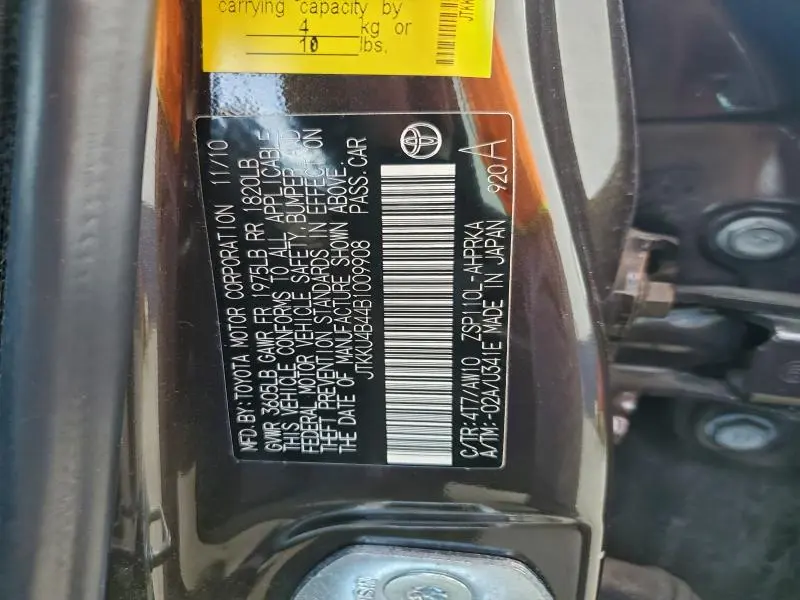 carrying capacity by
4 kg or
10 lbs.
MFD. BY: TOYOTA MOTOR CORPORATION 11/10
GVWR 3605LB GAWR FR 1975LB RR 1820LB
THIS VEHICLE CONFORMS TO ALL APPLICABLE
FEDERAL MOTOR VEHICLE SAFETY, BUMPER, AND
THEFT PREVENTION STANDARDS IN EFFECT ON
THE DATE OF MANUFACTURE SHOWN ABOVE.
JTKKU4B44B1009908 PASS. CAR
C/TR: 4T7/AW10 ZSP110L-AHPRKA
A/TM: -02A/U341E MADE IN JAPAN
920 A
JTKK